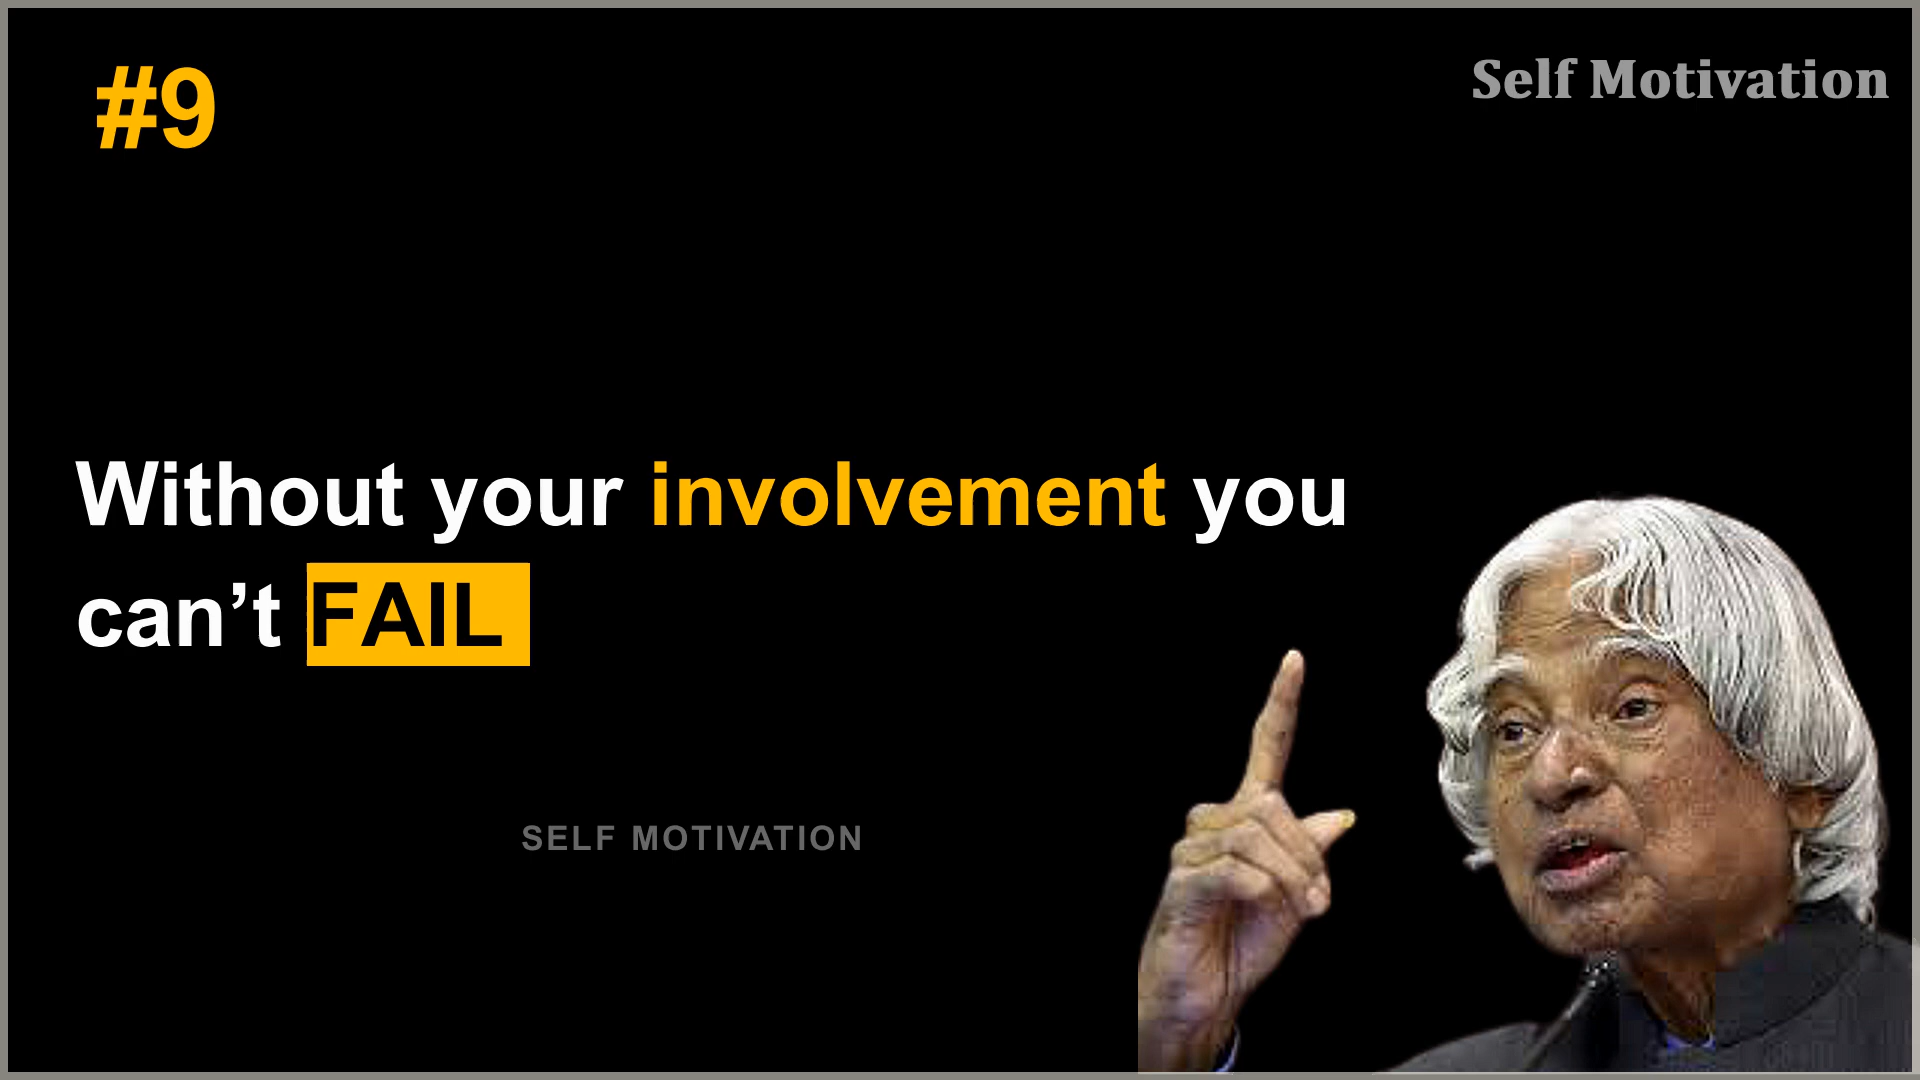 #9
Self Motivation
Without your involvement you
can’t FAIL
SELF MOTIVATION